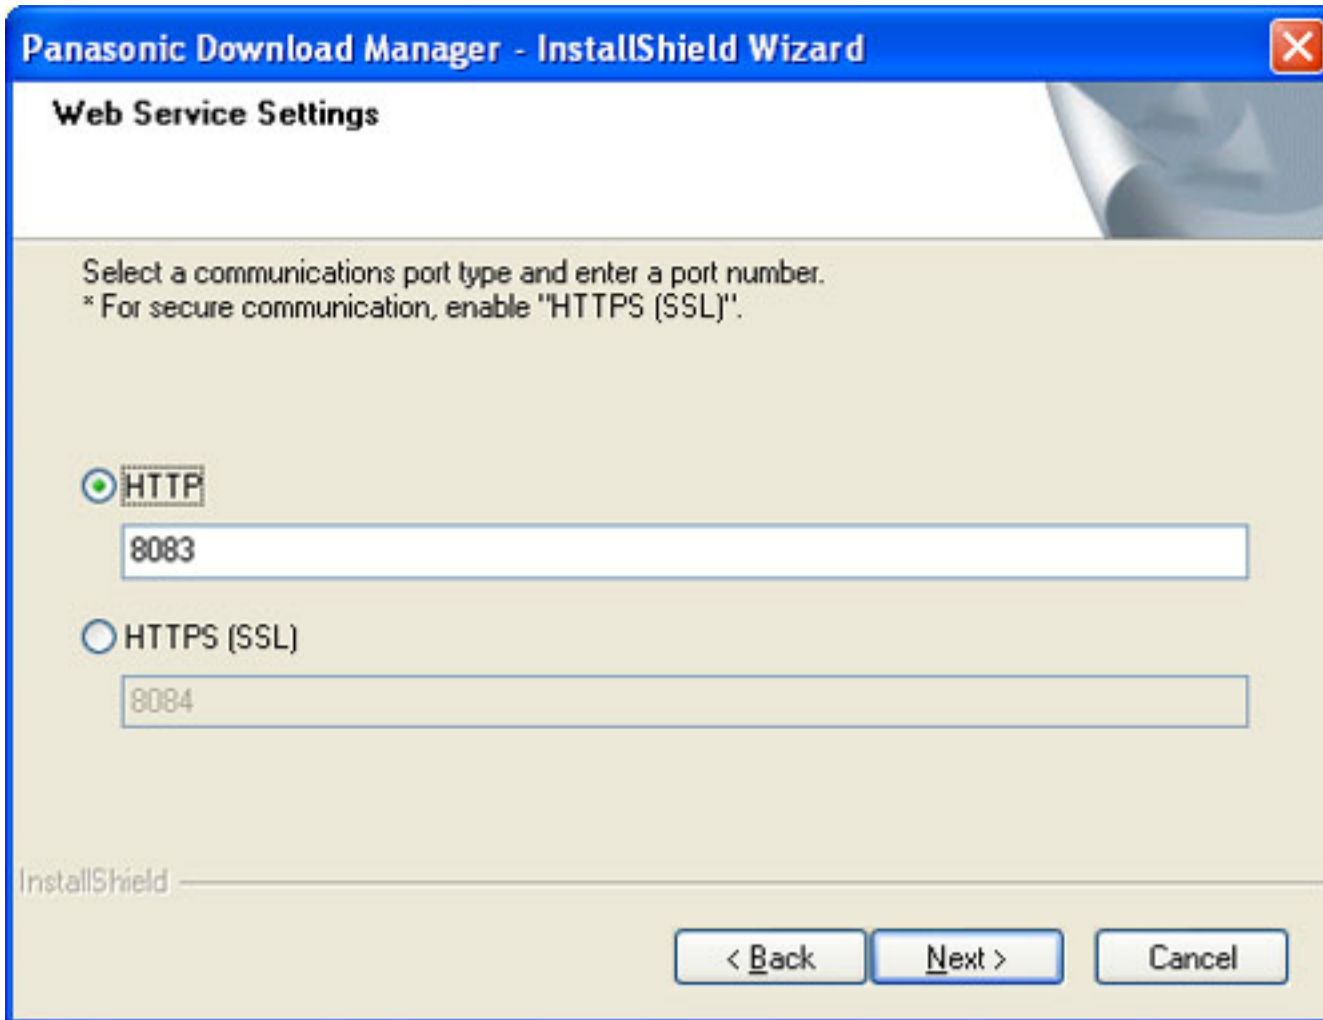 Panasonic Download Manager - InstallShield Wizard
Web Service Settings
Select a communications port type and enter a port number.
* For secure communication, enable "HTTPS (SSL)".
HTTP
8083
HTTPS (SSL)
8084
InstallShield
< Back Next > Cancel